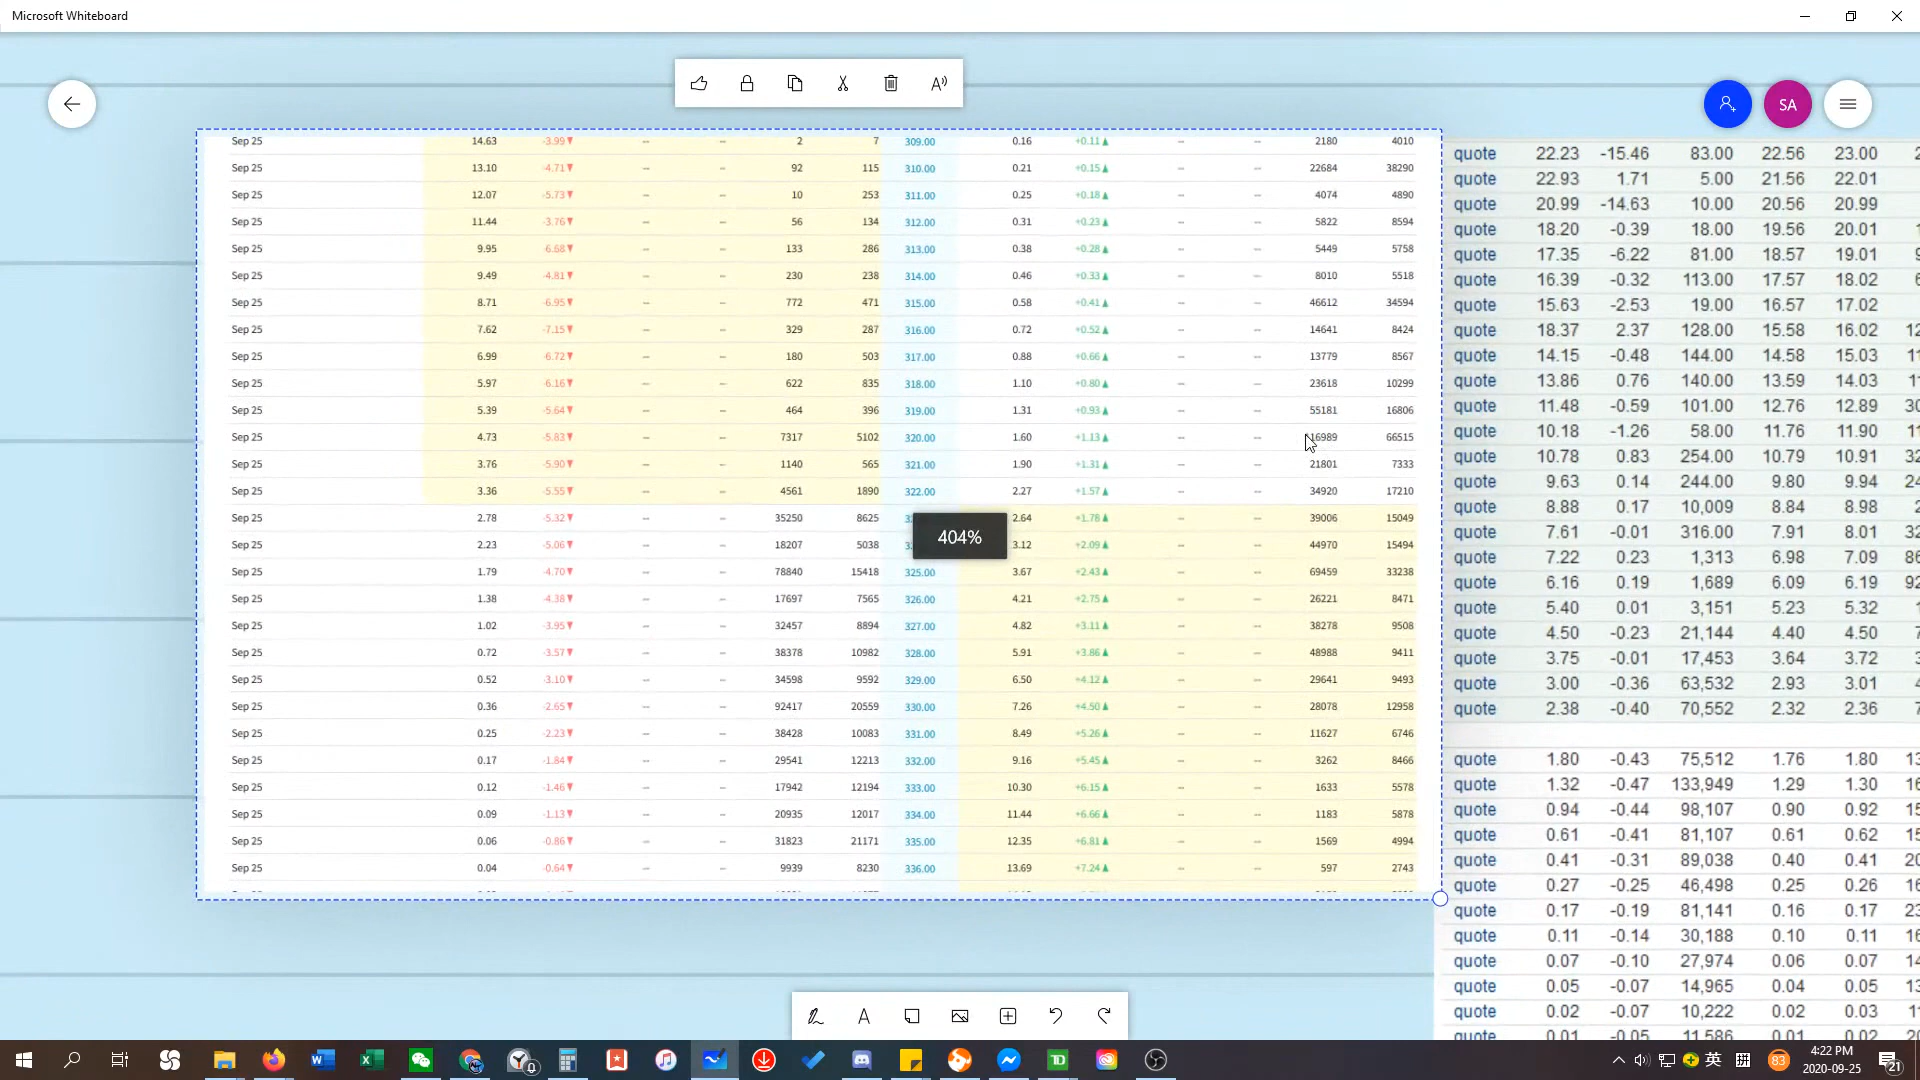 Microsoft Whiteboard
SA
Sep 25 14.63 -3.99▼ -- -- 2 7 309.00 0.16 +0.11▲ -- -- 2180 4010
Sep 25 13.10 -4.71▼ -- -- 92 115 310.00 0.21 +0.15▲ -- -- 22684 38290
Sep 25 12.07 -5.73▼ -- -- 10 253 311.00 0.25 +0.18▲ -- -- 4074 4890
Sep 25 11.44 -3.76▼ -- -- 56 134 312.00 0.31 +0.23▲ -- -- 5822 8594
Sep 25 9.95 -6.68▼ -- -- 133 286 313.00 0.38 +0.28▲ -- -- 5449 5758
Sep 25 9.49 -4.81▼ -- -- 230 238 314.00 0.46 +0.33▲ -- -- 8010 5518
Sep 25 8.71 -6.95▼ -- -- 772 471 315.00 0.58 +0.41▲ -- -- 46612 34594
Sep 25 7.62 -7.15▼ -- -- 329 287 316.00 0.72 +0.52▲ -- -- 14641 8424
Sep 25 6.99 -6.72▼ -- -- 180 503 317.00 0.88 +0.66▲ -- -- 13779 8567
Sep 25 5.97 -6.16▼ -- -- 622 835 318.00 1.10 +0.80▲ -- -- 23618 10299
Sep 25 5.39 -5.64▼ -- -- 464 396 319.00 1.31 +0.93▲ -- -- 55181 16806
Sep 25 4.73 -5.83▼ -- -- 7317 5102 320.00 1.60 +1.13▲ -- -- 66515
Sep 25 3.76 -5.90▼ -- -- 1140 565 321.00 1.90 +1.31▲ -- -- 21801 7333
Sep 25 3.36 -5.55▼ -- -- 4561 1890 322.00 2.27 +1.57▲ -- -- 34920 17210
Sep 25 2.78 -5.32▼ -- -- 35250 8625 2.64 +1.78▲ -- -- 39006 15049
Sep 25 2.23 -5.06▼ -- -- 18207 5038 3.12 +2.09▲ -- -- 44970 15494
404%
Sep 25 1.79 -4.70▼ -- -- 78840 15418 325.00 3.67 +2.43▲ -- -- 69459 33238
Sep 25 1.38 -4.38▼ -- -- 17697 7565 326.00 4.21 +2.75▲ -- -- 26221 8471
Sep 25 1.02 -3.95▼ -- -- 32457 8894 327.00 4.82 +3.11▲ -- -- 38278 9508
Sep 25 0.72 -3.57▼ -- -- 38378 10982 328.00 5.91 +3.86▲ -- -- 48988 9411
Sep 25 0.52 -3.10▼ -- -- 34598 9592 329.00 6.50 +4.12▲ -- -- 29641 9493
Sep 25 0.36 -2.65▼ -- -- 92417 20559 330.00 7.26 +4.50▲ -- -- 28078 12958
Sep 25 0.25 -2.23▼ -- -- 38428 10083 331.00 8.49 +5.26▲ -- -- 11627 6746
Sep 25 0.17 -1.84▼ -- -- 29541 12213 332.00 9.16 +5.45▲ -- -- 3262 8466
Sep 25 0.12 -1.46▼ -- -- 17942 12194 333.00 10.30 +6.15▲ -- -- 1633 5578
Sep 25 0.09 -1.13▼ -- -- 20935 12017 334.00 11.44 +6.66▲ -- -- 1183 5878
Sep 25 0.06 -0.86▼ -- -- 31823 21171 335.00 12.35 +6.81▲ -- -- 1569 4994
Sep 25 0.04 -0.64▼ -- -- 9939 8230 336.00 13.69 +7.24▲ -- -- 597 2743
quote 22.23 -15.46 83.00 22.56 23.00
quote 22.93 1.71 5.00 21.56 22.01
quote 20.99 -14.63 10.00 20.56 20.99
quote 18.20 -0.39 18.00 19.56 20.01
quote 17.35 -6.22 81.00 18.57 19.01
quote 16.39 -0.32 113.00 17.57 18.02
quote 15.63 -2.53 19.00 16.57 17.02
quote 18.37 2.37 128.00 15.58 16.02
quote 14.15 -0.48 144.00 14.58 15.03
quote 13.86 0.76 140.00 13.59 14.03
quote 11.48 -0.59 101.00 12.76 12.89
quote 10.18 -1.26 58.00 11.76 11.90
quote 10.78 0.83 254.00 10.79 10.91
quote 9.63 0.14 244.00 9.80 9.94
quote 8.88 0.17 10,009 8.84 8.98
quote 7.61 -0.01 316.00 7.91 8.01
quote 7.22 0.23 1,313 6.98 7.09
quote 6.16 0.19 1,689 6.09 6.19
quote 5.40 0.01 3,151 5.23 5.32
quote 4.50 -0.23 21,144 4.40 4.50
quote 3.75 -0.01 17,453 3.64 3.72
quote 3.00 -0.36 63,532 2.93 3.01
quote 2.38 -0.40 70,552 2.32 2.36
quote 1.80 -0.43 75,512 1.76 1.80
quote 1.32 -0.47 133,949 1.29 1.30
quote 0.94 -0.44 98,107 0.90 0.92
quote 0.61 -0.41 81,107 0.61 0.62
quote 0.41 -0.31 89,038 0.40 0.41
quote 0.27 -0.25 46,498 0.25 0.26
quote 0.17 -0.19 81,141 0.16 0.17
quote 0.11 -0.14 30,188 0.10 0.11
quote 0.07 -0.10 27,974 0.06 0.07
quote 0.05 -0.07 14,965 0.04 0.05
quote 0.02 -0.07 10,222 0.02 0.03
quote 0.01 -0.05 11,586 0.01 0.02
英 拼 83
4:22 PM
2020-09-25
21